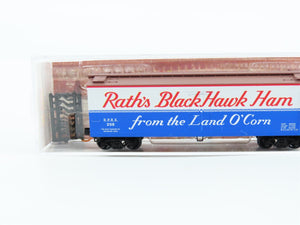 Rath's BlackHawk Ham
from the Land O'Corn